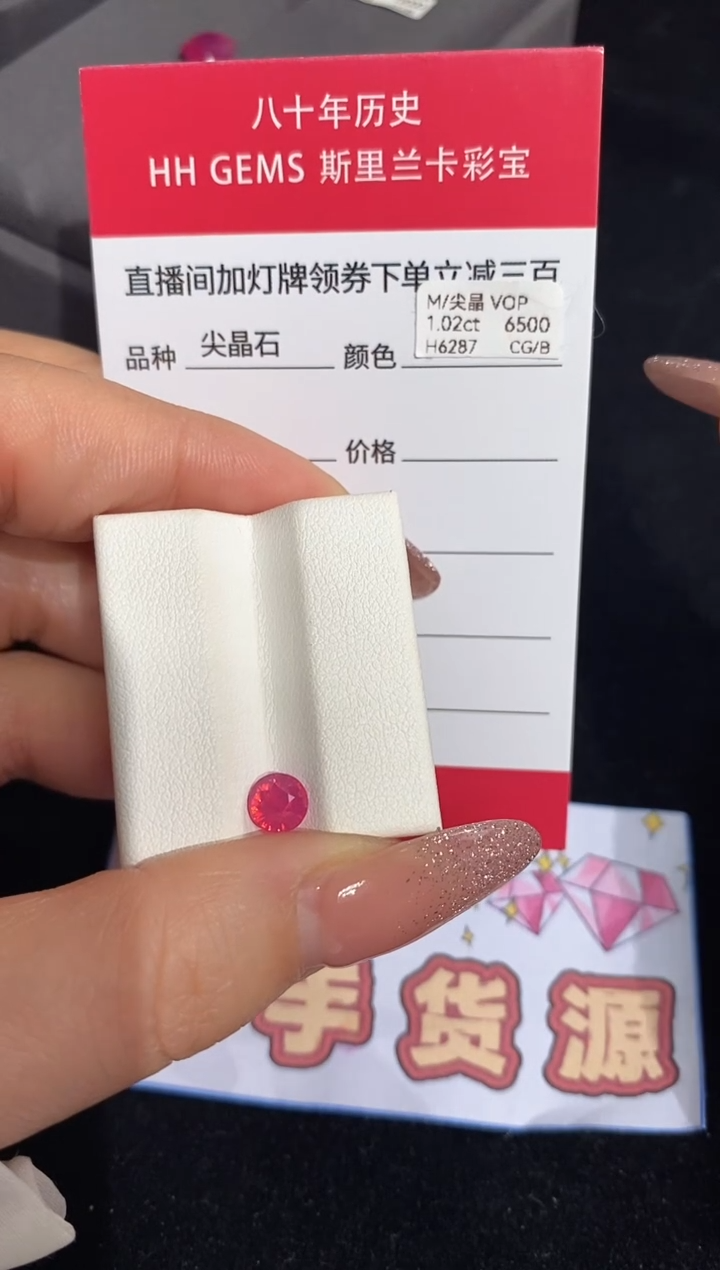 八十年历史
HH GEMS 斯里兰卡彩宝
直播间加灯牌领券下单立减三百
M/尖晶 VOP
1.02ct 6500
H6287 CG/B
品种 尖晶石 颜色
价格
手货源